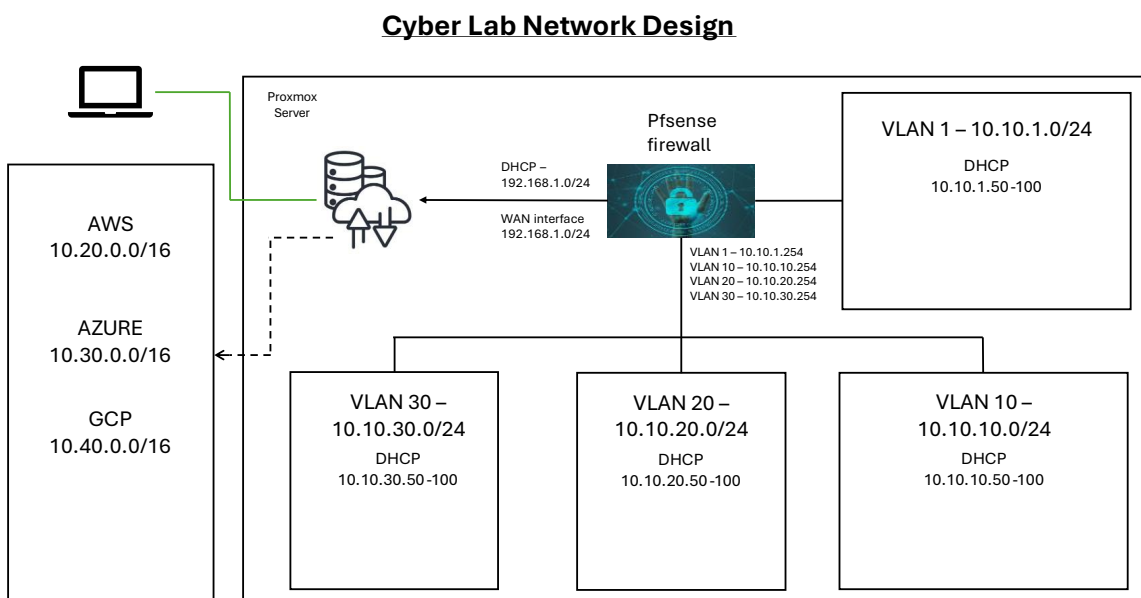 Cyber Lab Network Design
Proxmox
Server
Pfsense
firewall
DHCP –
192.168.1.0/24
WAN interface
192.168.1.0/24
VLAN 1 – 10.10.1.0/24
DHCP
10.10.1.50-100
VLAN 1 – 10.10.1.254
VLAN 10 – 10.10.10.254
VLAN 20 – 10.10.20.254
VLAN 30 – 10.10.30.254
AWS
10.20.0.0/16
AZURE
10.30.0.0/16
GCP
10.40.0.0/16
VLAN 30 –
10.10.30.0/24
DHCP
10.10.30.50-100
VLAN 20 –
10.10.20.0/24
DHCP
10.10.20.50-100
VLAN 10 –
10.10.10.0/24
DHCP
10.10.10.50-100